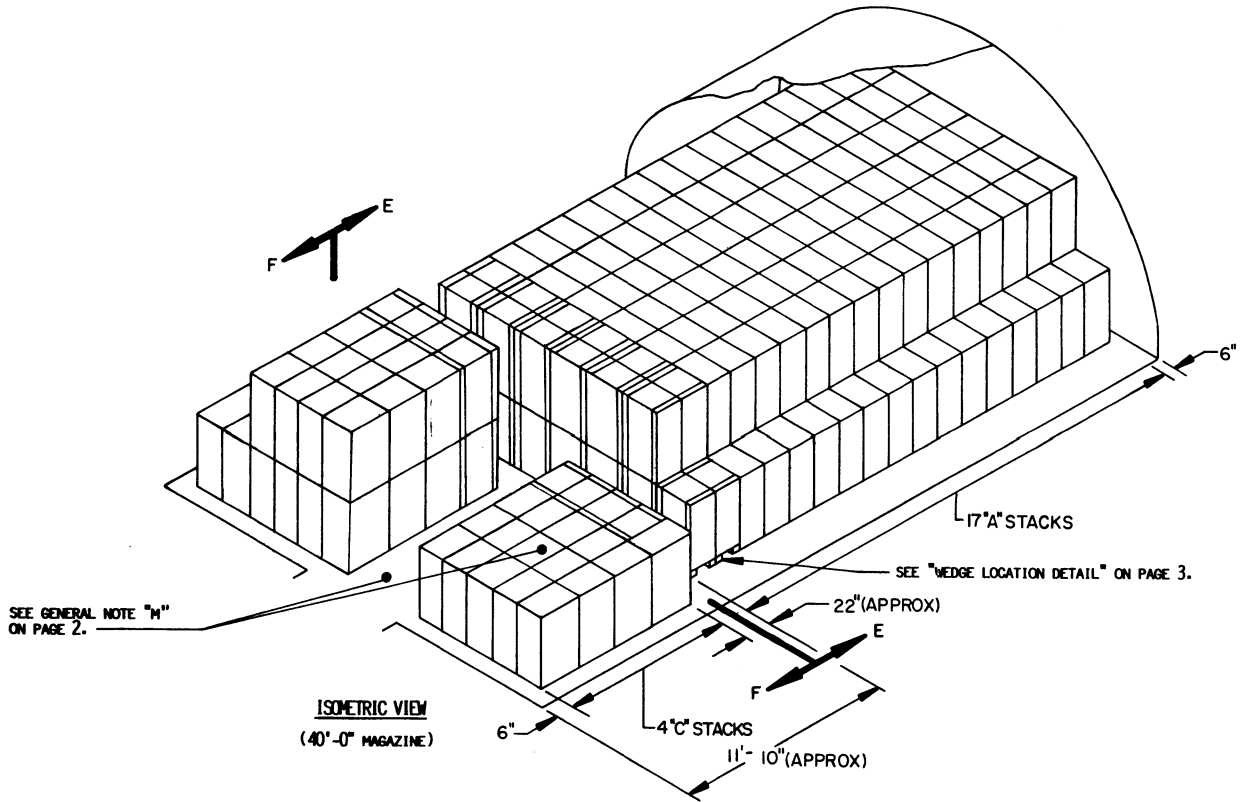 E
F
6"
17"A" STACKS
SEE "WEDGE LOCATION DETAIL" ON PAGE 3.
SEE GENERAL NOTE "M"
ON PAGE 2.
22"(APPROX)
E
F
ISOMETRIC VIEW
(40'-0" MAGAZINE)
6"
4"C" STACKS
11'-10"(APPROX)